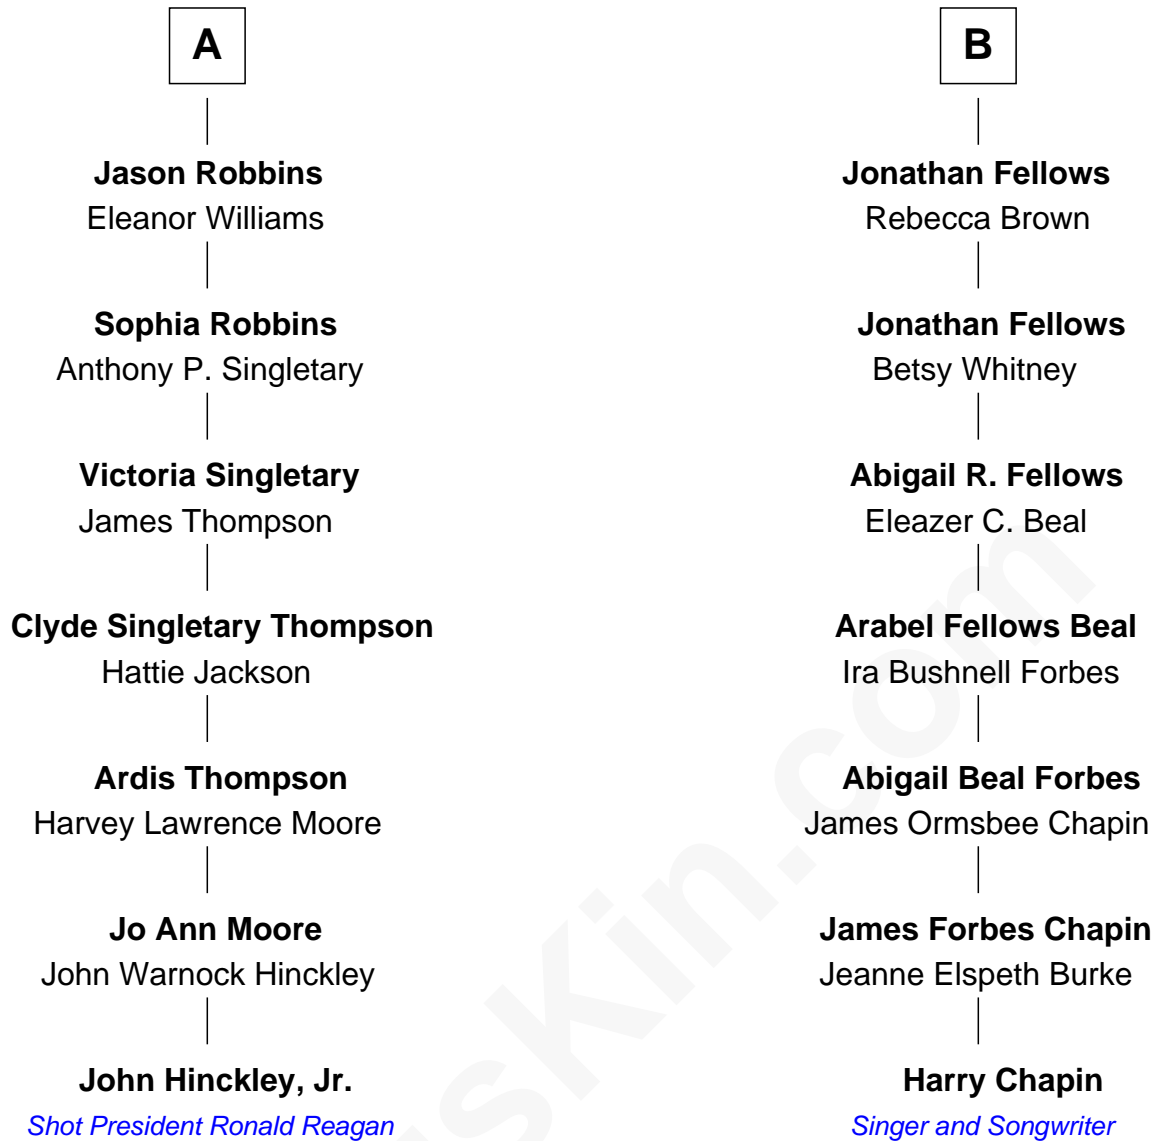 A
Jason Robbins
Eleanor Williams
Sophia Robbins
Anthony P. Singletary
Victoria Singletary
James Thompson
Clyde Singletary Thompson
Hattie Jackson
Ardis Thompson
Harvey Lawrence Moore
Jo Ann Moore
John Warnock Hinckley
John Hinckley, Jr.
Shot President Ronald Reagan
B
Jonathan Fellows
Rebecca Brown
Jonathan Fellows
Betsy Whitney
Abigail R. Fellows
Eleazer C. Beal
Arabel Fellows Beal
Ira Bushnell Forbes
Abigail Beal Forbes
James Ormsbee Chapin
James Forbes Chapin
Jeanne Elspeth Burke
Harry Chapin
Singer and Songwriter
sKin.com